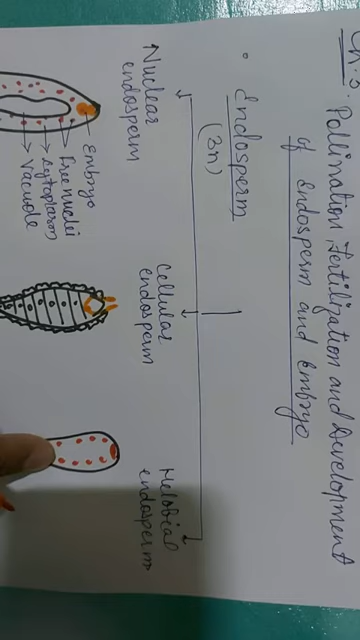 Ch 3. Pollination, Fertilization and Development
of Endosperm and Embryo
Endosperm
(3n)
Nuclear
endosperm
Cellular
endosperm
Helobial
endosperm
Embryo
Free nuclei
Cytoplasm
Vacuole